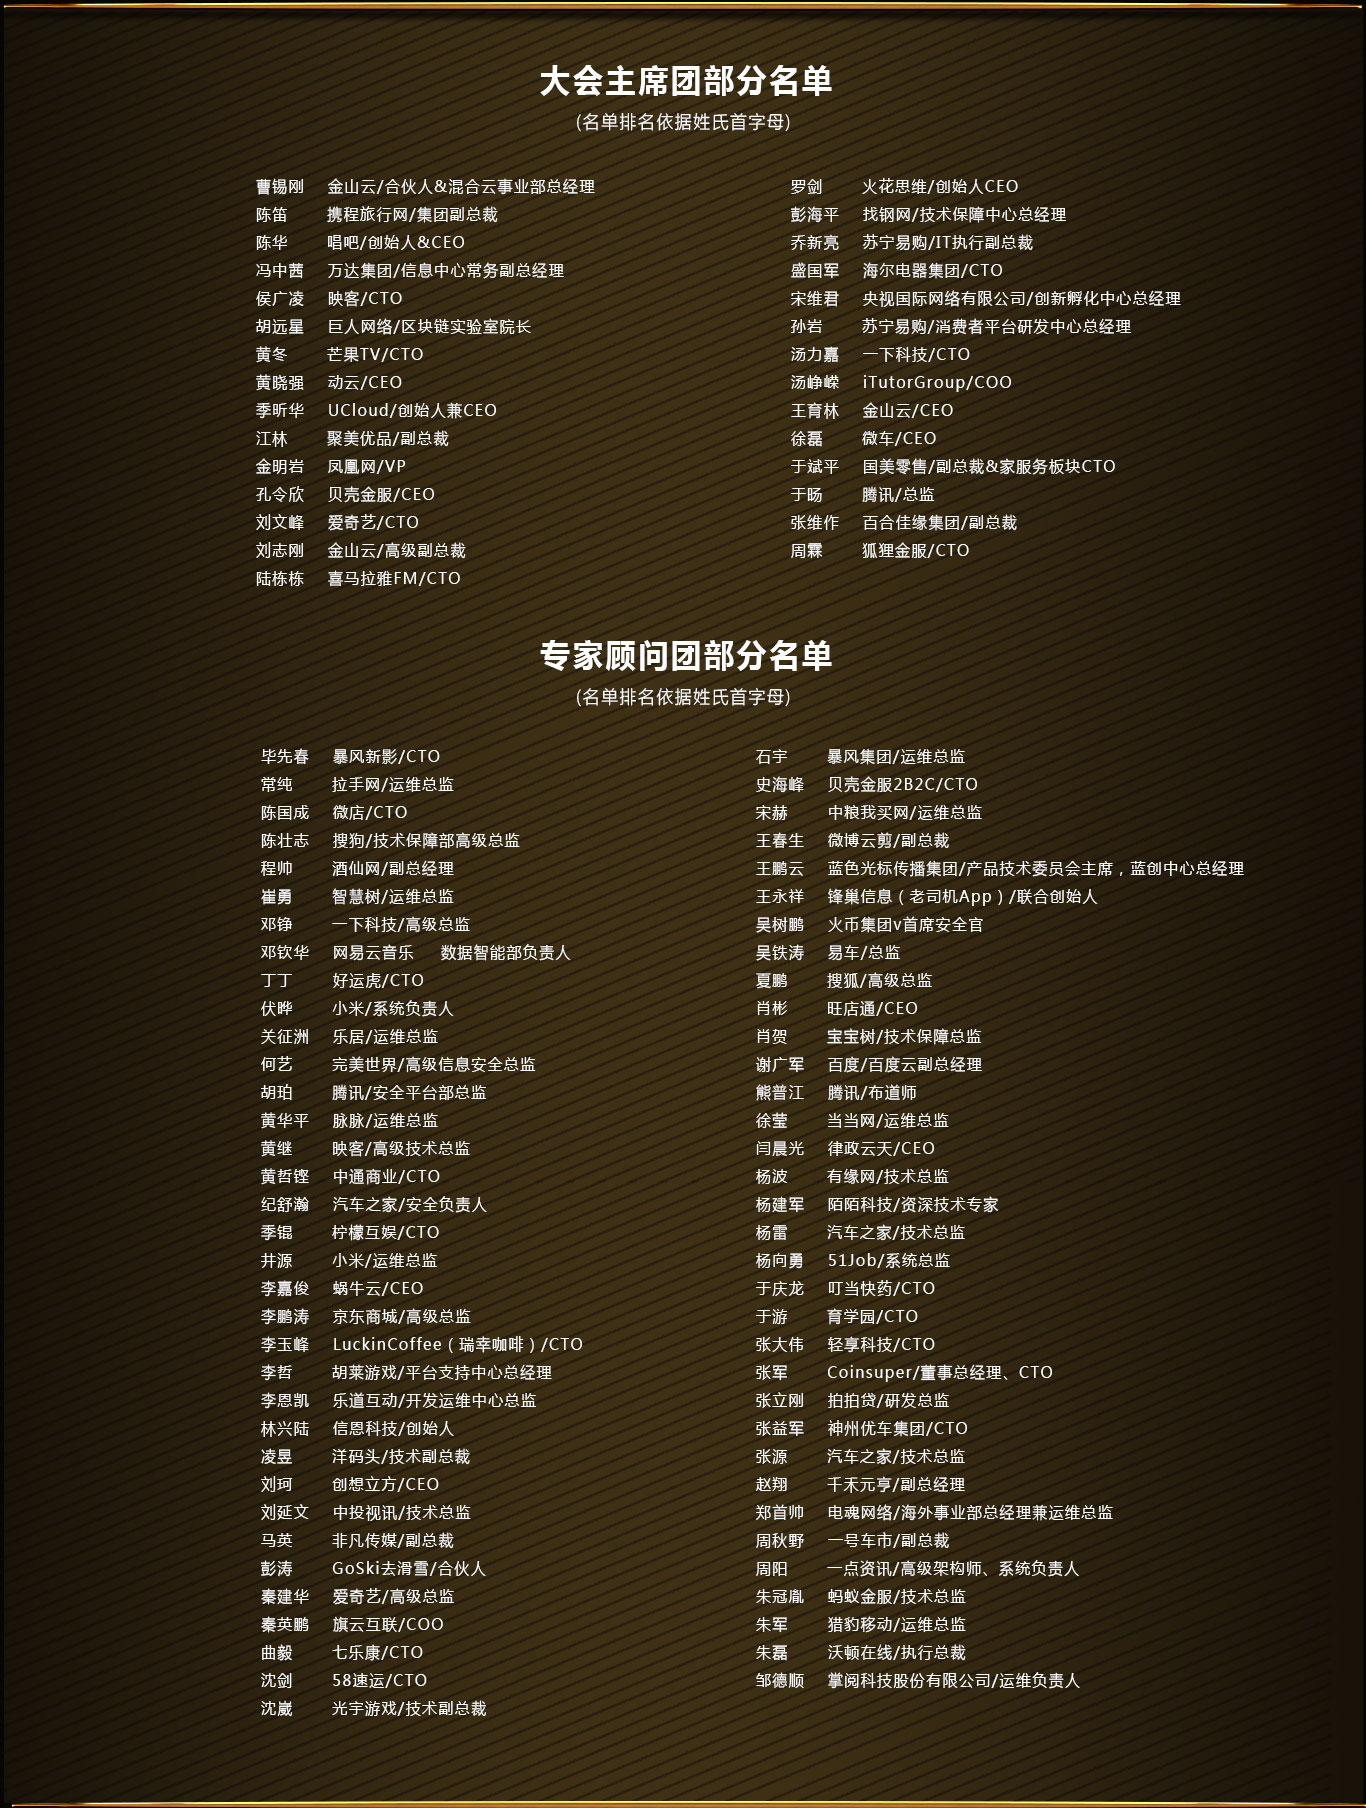 大会主席团部分名单
(名单排名依据姓氏首字母)
曹锡刚 金山云/合伙人&混合云事业部总经理
陈笛 携程旅行网/集团副总裁
陈华 唱吧/创始人&CEO
冯中茜 万达集团/信息中心常务副总经理
侯广凌 映客/CTO
胡远星 巨人网络/区块链实验室院长
黄冬 芒果TV/CTO
黄晓强 动云/CEO
季昕华 UCloud/创始人兼CEO
江林 聚美优品/副总裁
金明岩 凤凰网/VP
孔令欣 贝壳金服/CEO
刘文峰 爱奇艺/CTO
刘志刚 金山云/高级副总裁
陆栋栋 喜马拉雅FM/CTO
罗剑 火花思维/创始人CEO
彭海平 找钢网/技术保障中心总经理
乔新亮 苏宁易购/IT执行副总裁
盛国军 海尔电器集团/CTO
宋维君 央视国际网络有限公司/创新孵化中心总经理
孙岩 苏宁易购/消费者平台研发中心总经理
汤力嘉 一下科技/CTO
汤峥嵘 iTutorGroup/COO
王育林 金山云/CEO
徐磊 微车/CEO
于斌平 国美零售/副总裁&家服务板块CTO
于旸 腾讯/总监
张维作 百合佳缘集团/副总裁
周霖 狐狸金服/CTO
专家顾问团部分名单
(名单排名依据姓氏首字母)
毕先春 暴风新影/CTO
常纯 拉手网/运维总监
陈国成 微店/CTO
陈壮志 搜狗/技术保障部高级总监
程帅 酒仙网/副总经理
崔勇 智慧树/运维总监
邓铮 一下科技/高级总监
邓钦华 网易云音乐 数据智能部负责人
丁丁 好运虎/CTO
伏晔 小米/系统负责人
关征洲 乐居/运维总监
何艺 完美世界/高级信息安全总监
胡珀 腾讯/安全平台部总监
黄华平 脉脉/运维总监
黄继 映客/高级技术总监
黄哲铿 中通商业/CTO
纪舒瀚 汽车之家/安全负责人
季锟 柠檬互娱/CTO
井源 小米/运维总监
李嘉俊 蜗牛云/CEO
李鹏涛 京东商城/高级总监
李玉峰 LuckinCoffee（瑞幸咖啡）/CTO
李哲 胡莱游戏/平台支持中心总经理
李恩凯 乐道互动/开发运维中心总监
林兴陆 信恩科技/创始人
凌昱 洋码头/技术副总裁
刘珂 创想立方/CEO
刘延文 中投视讯/技术总监
马英 非凡传媒/副总裁
彭涛 GoSki去滑雪/合伙人
秦建华 爱奇艺/高级总监
秦英鹏 旗云互联/COO
曲毅 七乐康/CTO
沈剑 58速运/CTO
沈崴 光宇游戏/技术副总裁
石宇 暴风集团/运维总监
史海峰 贝壳金服2B2C/CTO
宋赫 中粮我买网/运维总监
王春生 微博云剪/副总裁
王鹏云 蓝色光标传播集团/产品技术委员会主席，蓝创中心总经理
王永祥 锋巢信息（老司机App）/联合创始人
吴树鹏 火币集团v首席安全官
吴铁涛 易车/总监
夏鹏 搜狐/高级总监
肖彬 旺店通/CEO
肖贺 宝宝树/技术保障总监
谢广军 百度/百度云副总经理
熊普江 腾讯/布道师
徐莹 当当网/运维总监
闫晨光 律政云天/CEO
杨波 有缘网/技术总监
杨建军 陌陌科技/资深技术专家
杨雷 汽车之家/技术总监
杨向勇 51Job/系统总监
于庆龙 叮当快药/CTO
于游 育学园/CTO
张大伟 轻享科技/CTO
张军 Coinsuper/董事总经理、CTO
张立刚 拍拍贷/研发总监
张益军 神州优车集团/CTO
张源 汽车之家/技术总监
赵翔 千禾元亨/副总经理
郑首帅 电魂网络/海外事业部总经理兼运维总监
周秋野 一号车市/副总裁
周阳 一点资讯/高级架构师、系统负责人
朱冠胤 蚂蚁金服/技术总监
朱军 猎豹移动/运维总监
朱磊 沃顿在线/执行总裁
邹德顺 掌阅科技股份有限公司/运维负责人